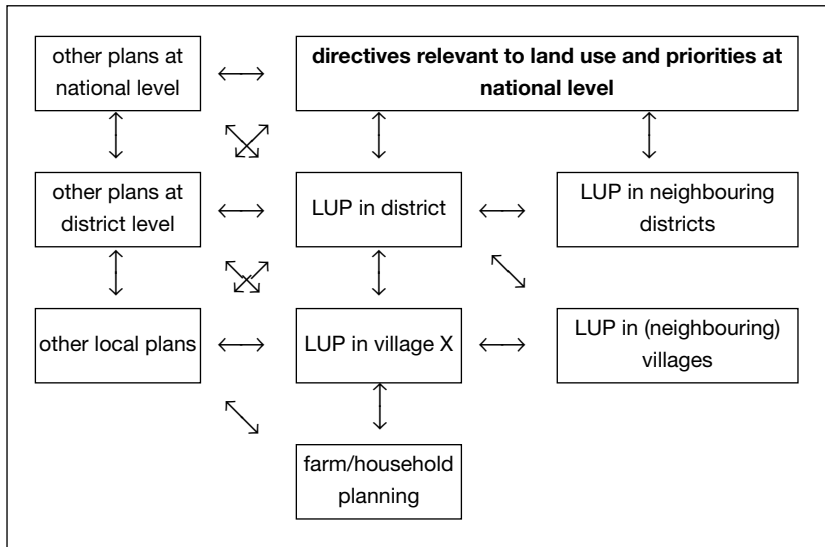 other plans at
national level
directives relevant to land use and priorities at
national level
other plans at
district level
LUP in district
LUP in neighbouring
districts
other local plans
LUP in village X
LUP in (neighbouring)
villages
farm/household
planning